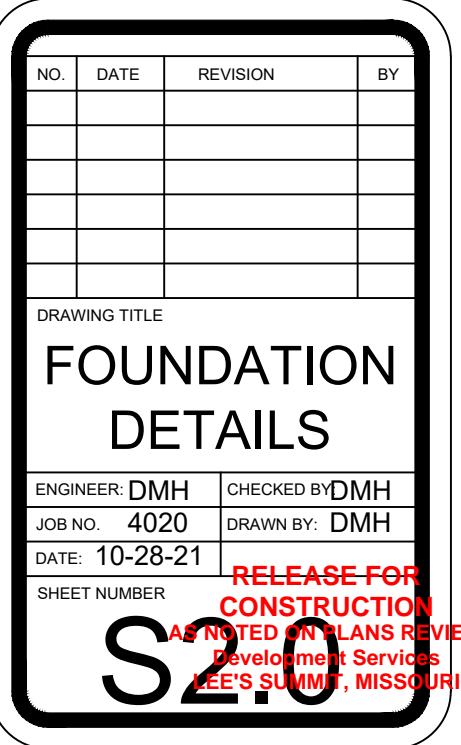 NO. DATE REVISION BY
DRAWING TITLE
FOUNDATION
DETAILS
ENGINEER: DMH CHECKED BY: DMH
JOB NO. 4020 DRAWN BY: DMH
DATE: 10-28-21
SHEET NUMBER
S2.0
RELEASE FOR
CONSTRUCTION
AS NOTED ON PLANS REVIE
Development Services
LEE'S SUMMIT, MISSOURI